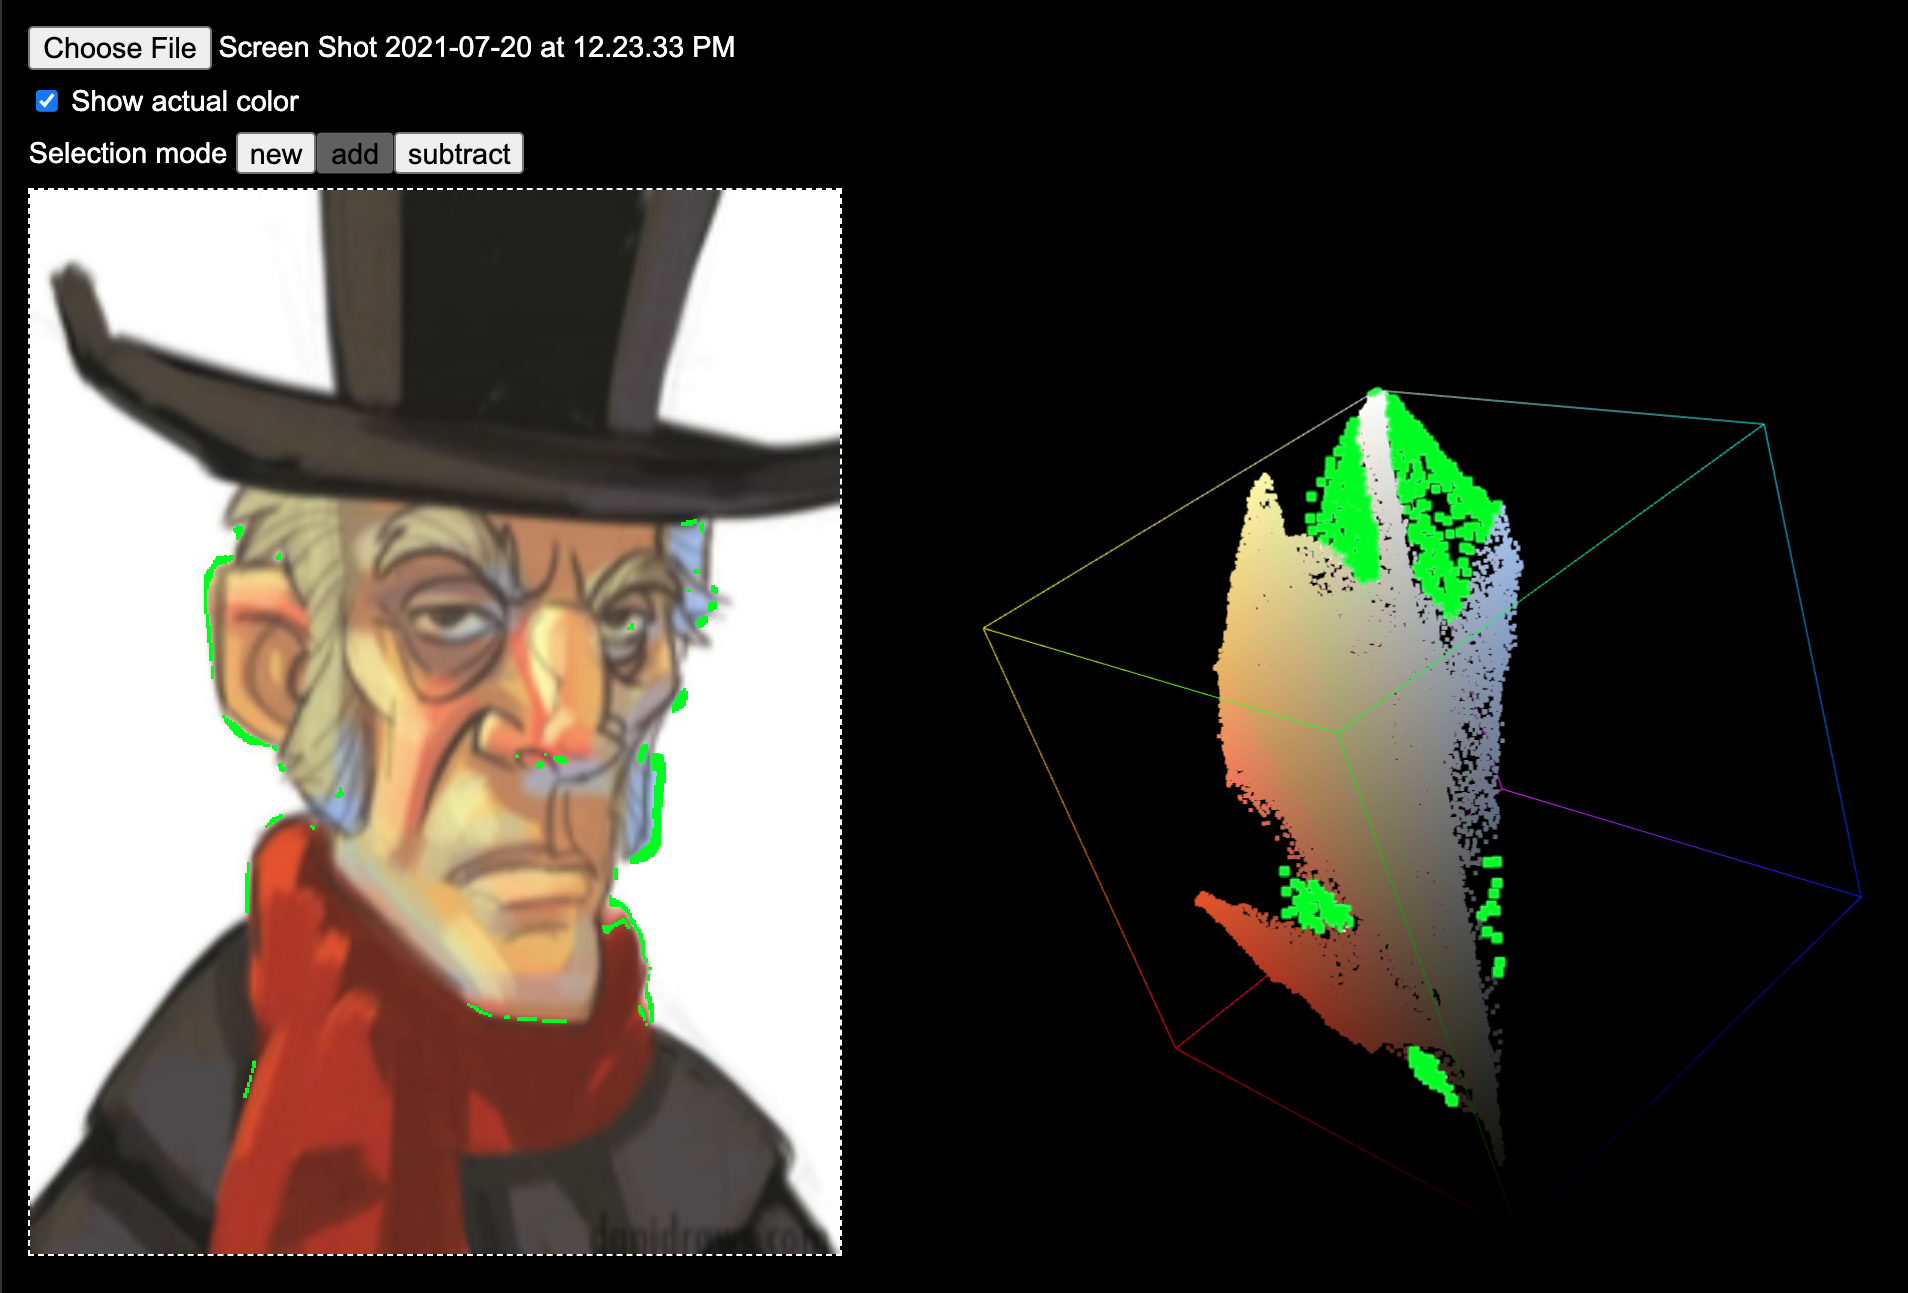 Choose File Screen Shot 2021-07-20 at 12.23.33 PM
Show actual color
Selection mode new add subtract